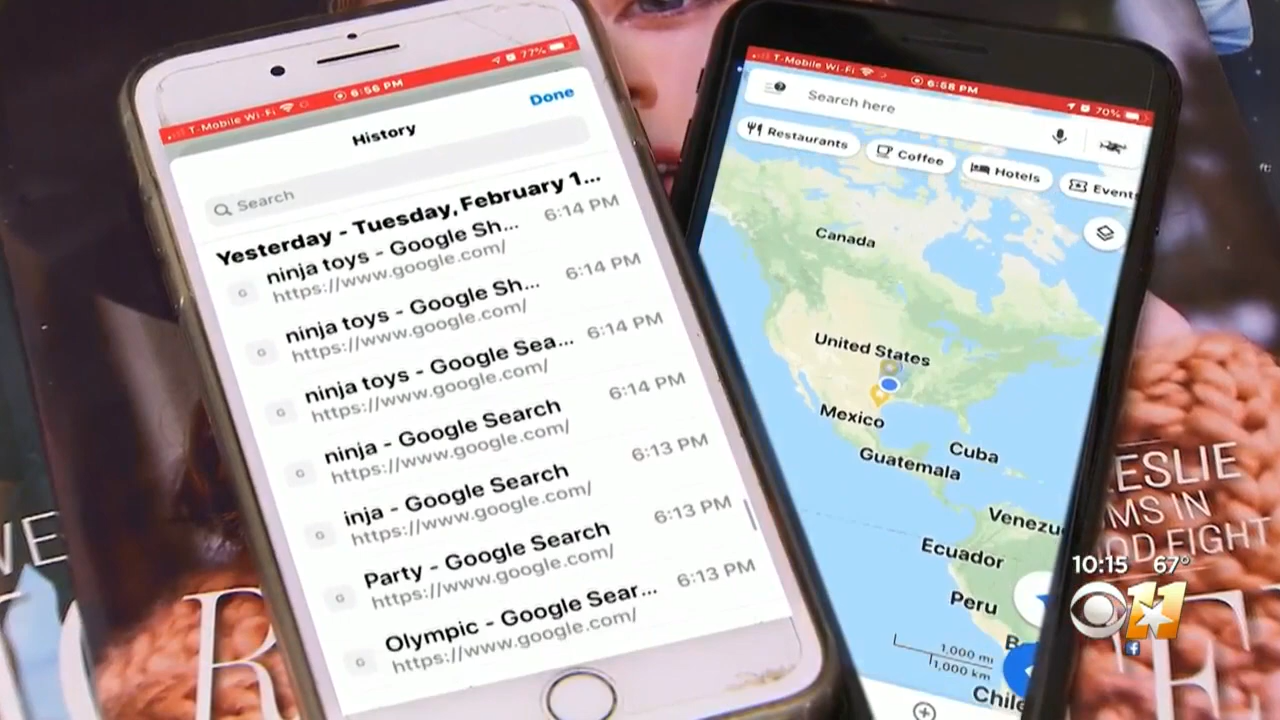 T-Mobile Wi-Fi 6:56 PM 77%
Done
History
Search
Yesterday - Tuesday, February 1...
ninja toys - Google Sh... 6:14 PM
https://www.google.com/
ninja toys - Google Sh... 6:14 PM
https://www.google.com/
ninja toys - Google Sea... 6:14 PM
https://www.google.com/
ninja - Google Search 6:14 PM
https://www.google.com/
inja - Google Search 6:13 PM
https://www.google.com/
Party - Google Search 6:13 PM
https://www.google.com/
Olympic - Google Sear... 6:13 PM
https://www.google.com/
T-Mobile Wi-Fi 6:58 PM 70%
Search here
Restaurants Coffee Hotels Event
Canada
United States
Mexico
Cuba
Guatemala
Venezu
Ecuador
Peru
B
1,000 mi
1,000 km
Chile
WE
R
ESLIE
MS IN
OD FIGHT
E
10:15 67°
11
f